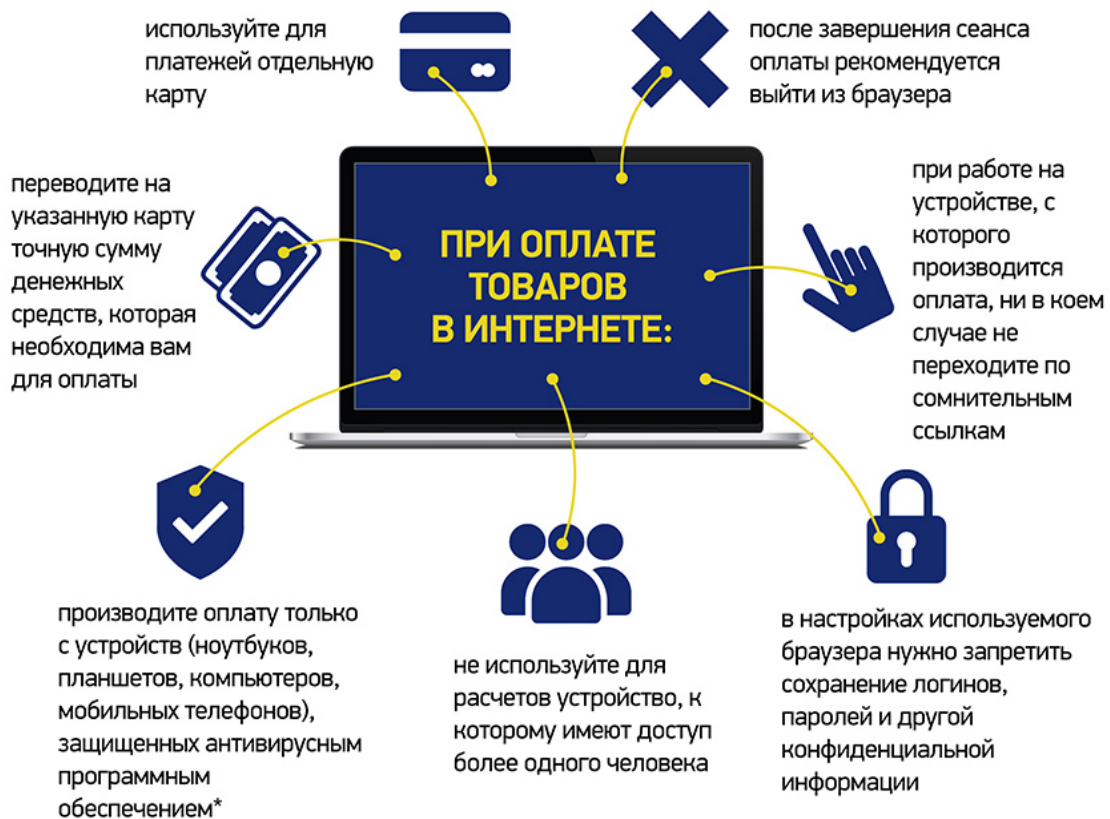 используйте для
платежей отдельную
карту
после завершения сеанса
оплаты рекомендуется
выйти из браузера
переводите на
указанную карту
точную сумму
денежных
средств, которая
необходима вам
для оплаты
ПРИ ОПЛАТЕ
ТОВАРОВ
В ИНТЕРНЕТЕ:
при работе на
устройстве, с
которого
производится
оплата, ни в коем
случае не
переходите по
сомнительным
ссылкам
производите оплату только
с устройств (ноутбуков,
планшетов, компьютеров,
мобильных телефонов),
защищенных антивирусным
программным
обеспечением*
не используйте для
расчетов устройство, к
которому имеют доступ
более одного человека
в настройках используемого
браузера нужно запретить
сохранение логинов,
паролей и другой
конфиденциальной
информации